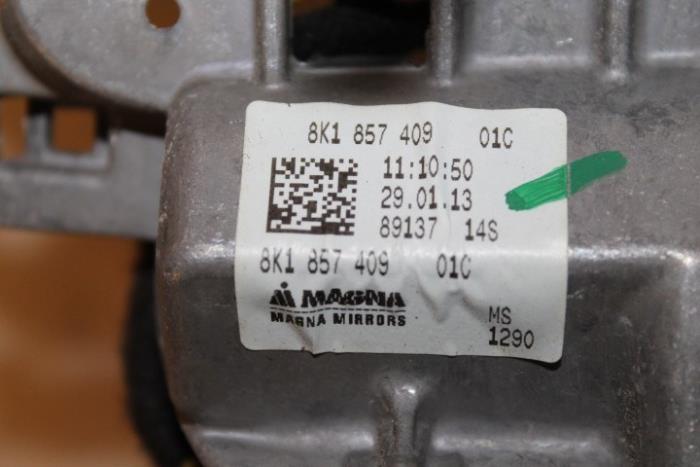 8K1 857 409 01C
11:10:50
29.01.13
89137 14S
8K1 857 409 01C
MAGNA
MAGNA MIRRORS
MS
1290